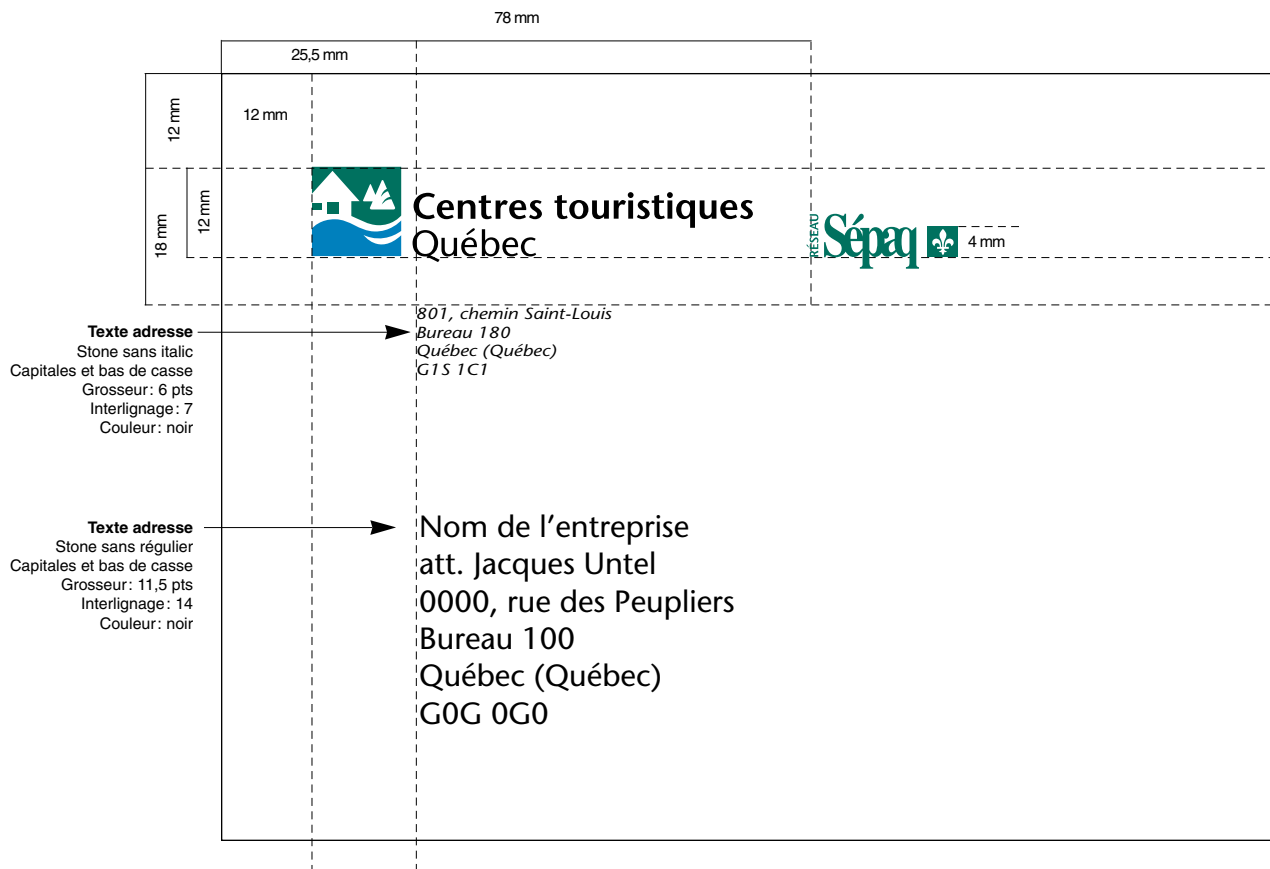 78 mm
25,5 mm
12 mm
12 mm
18 mm
12 mm
Centres touristiques
Québec
RÉSEAU
Sépaq
4 mm
801, chemin Saint-Louis
Bureau 180
Québec (Québec)
G1S 1C1
Texte adresse
Stone sans italic
Capitales et bas de casse
Grosseur : 6 pts
Interlignage : 7
Couleur : noir
Texte adresse
Stone sans régulier
Capitales et bas de casse
Grosseur : 11,5 pts
Interlignage : 14
Couleur : noir
Nom de l’entreprise
att. Jacques Untel
0000, rue des Peupliers
Bureau 100
Québec (Québec)
G0G 0G0